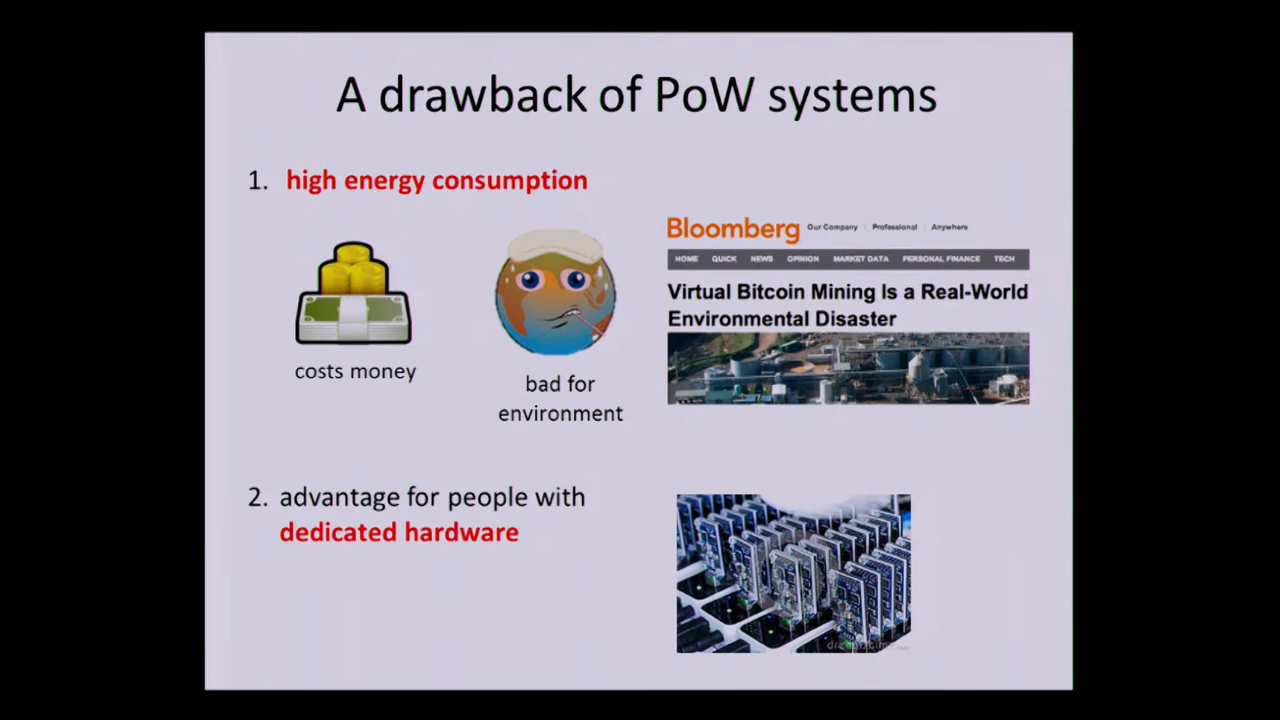 A drawback of PoW systems
1. high energy consumption
costs money
bad for
environment
Bloomberg Our Company Professional Anywhere
HOME QUICK NEWS OPINION MARKET DATA PERSONAL FINANCE TECH
Virtual Bitcoin Mining Is a Real-World
Environmental Disaster
2. advantage for people with
dedicated hardware